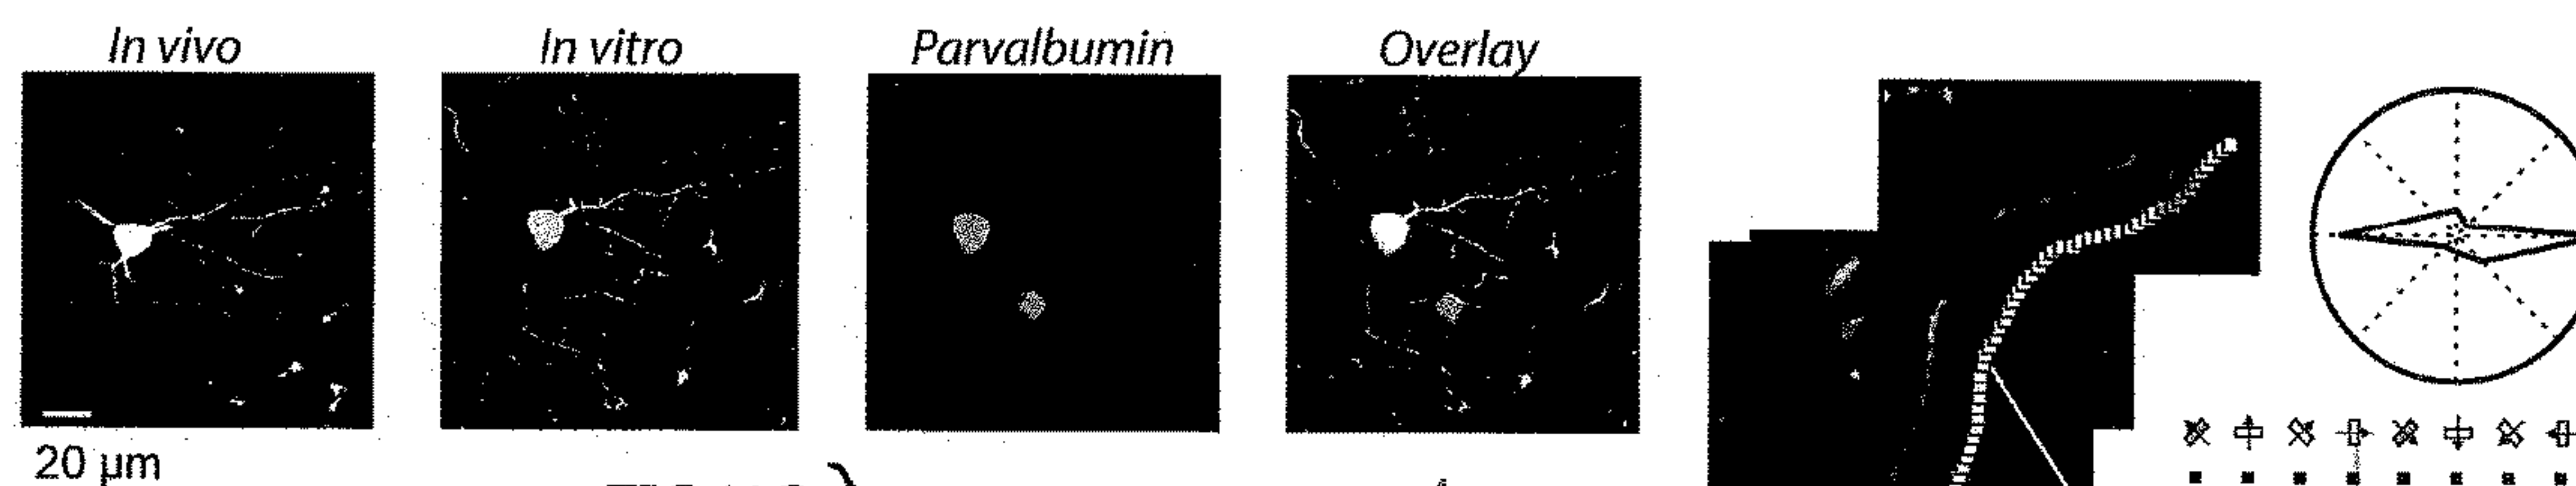 In vivo
In vitro
Parvalbumin
Overlay
20 µm